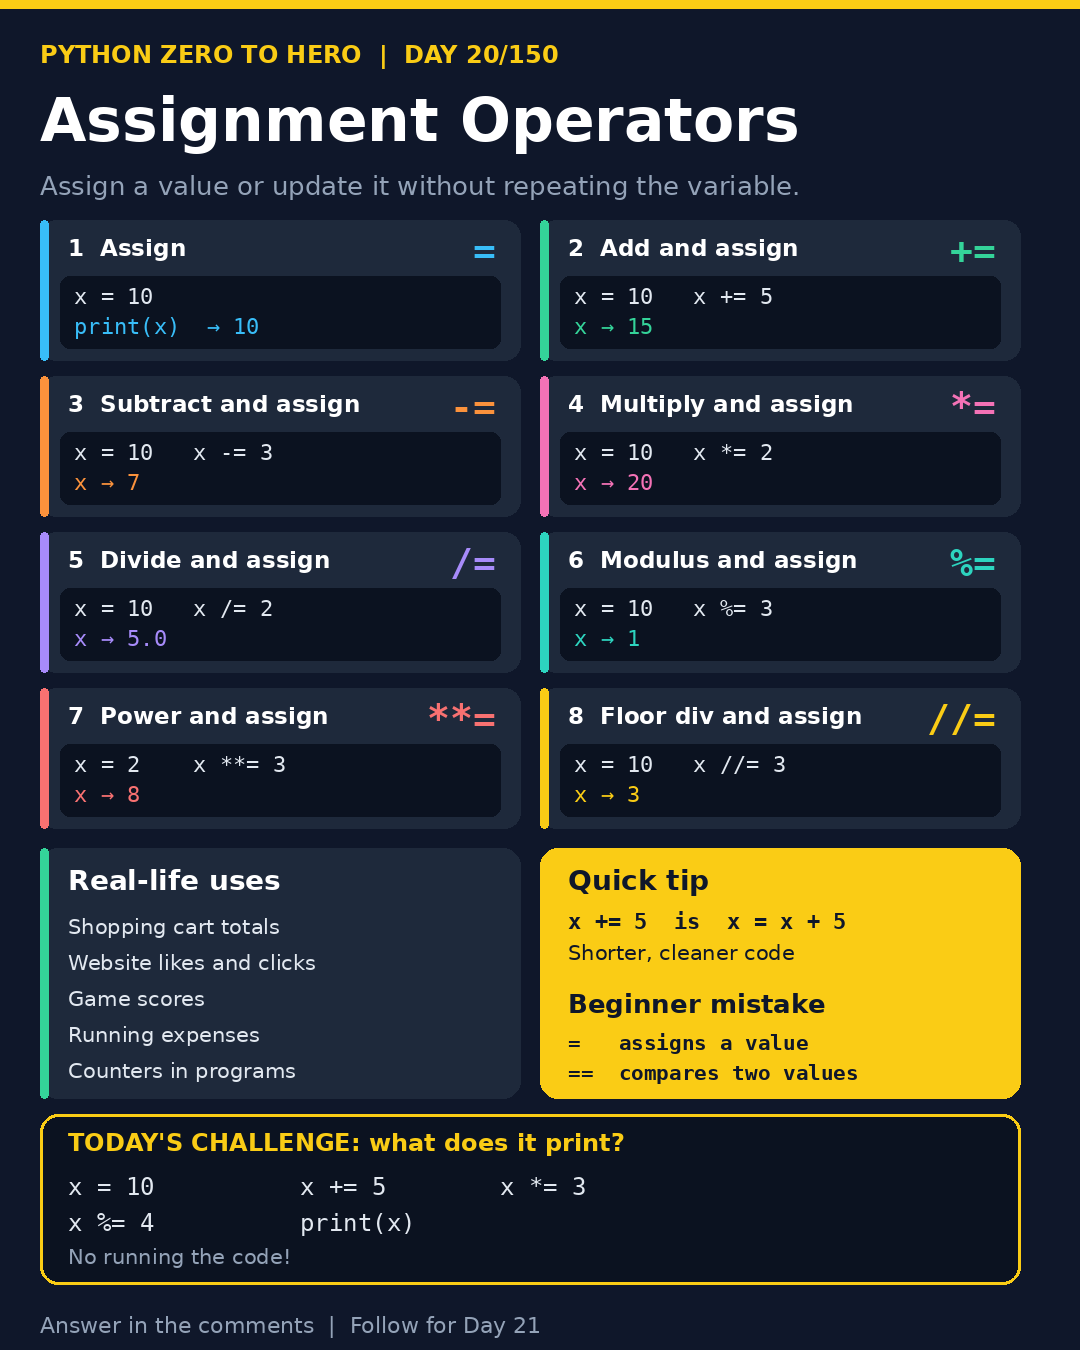 PYTHON ZERO TO HERO | DAY 20/150
Assignment Operators
Assign a value or update it without repeating the variable.
1 Assign =
x = 10
print(x) → 10
2 Add and assign +=
x = 10 x += 5
x → 15
3 Subtract and assign -=
x = 10 x -= 3
x → 7
4 Multiply and assign *=
x = 10 x *= 2
x → 20
5 Divide and assign /=
x = 10 x /= 2
x → 5.0
6 Modulus and assign %=
x = 10 x %= 3
x → 1
7 Power and assign **=
x = 2 x **= 3
x → 8
8 Floor div and assign //=
x = 10 x //= 3
x → 3
Real-life uses
Shopping cart totals
Website likes and clicks
Game scores
Running expenses
Counters in programs
Quick tip
x += 5 is x = x + 5
Shorter, cleaner code
Beginner mistake
= assigns a value
== compares two values
TODAY'S CHALLENGE: what does it print?
x = 10 x += 5 x *= 3
x %= 4 print(x)
No running the code!
Answer in the comments | Follow for Day 21